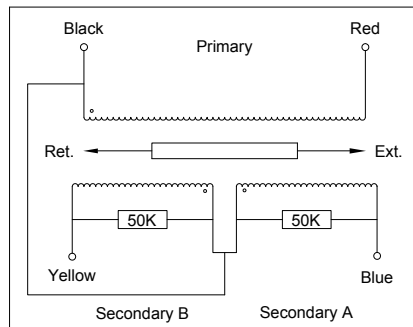 Black Primary Red
Ret. Ext.
50K 50K
Yellow Blue
Secondary B Secondary A